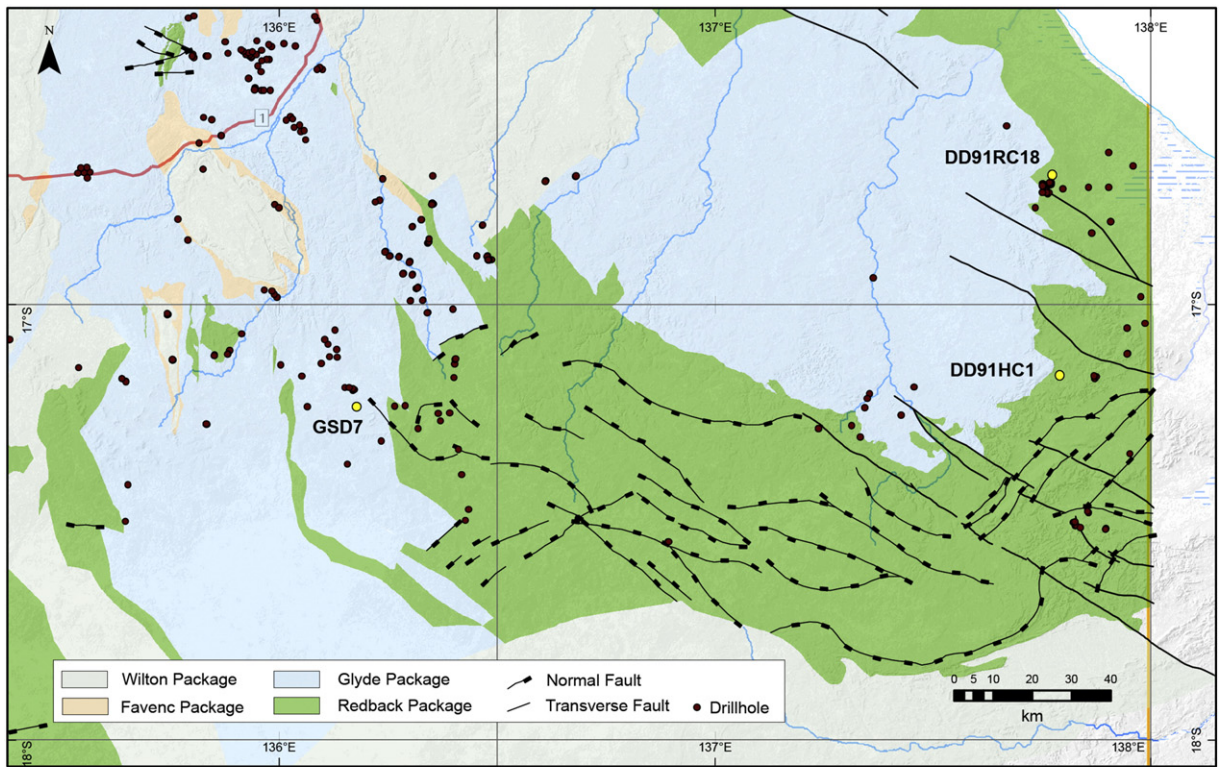 N
136°E
137°E
138°E
1
DD91RC18
17°S
17°S
DD91HC1
GSD7
Wilton Package
Glyde Package
Normal Fault
Favenc Package
Redback Package
Transverse Fault
Drillhole
0 5 10 20 30 40
km
18°S
136°E
137°E
138°E
18°S